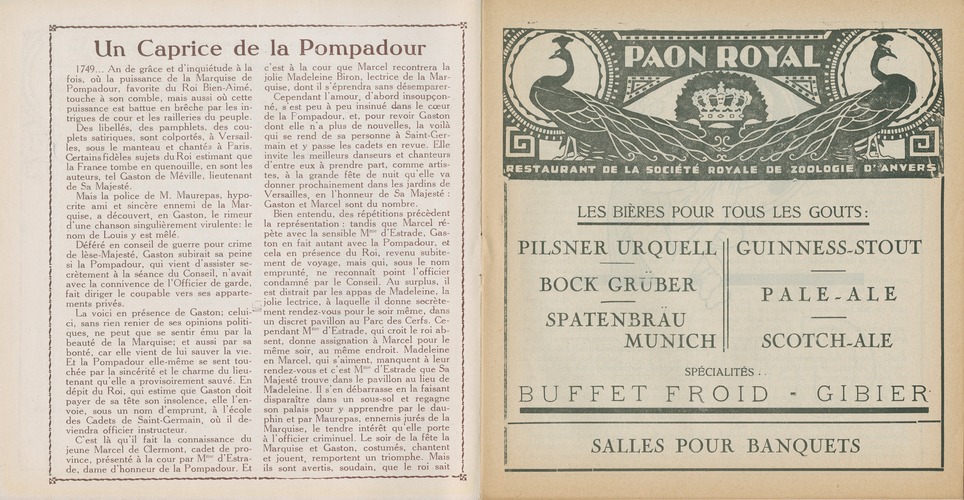 Un Caprice de la Pompadour
1749... An de grâce et d'inquiétude à la
fois, où la puissance de la Marquise de
Pompadour, favorite du Roi Bien-Aimé,
touche à son comble, mais aussi où cette
puissance est battue en brêche par les in-
trigues de cour et les railleries du peuple.
Des libellés, des pamphlets, des cou-
plets satiriques, sont colportés, à Versail-
les, sous le manteau et chantés à Paris.
Certains fidèles sujets du Roi estimant que
la France tombe en quenouille, en sont les
auteurs, tel Gaston de Méville, lieutenant
de Sa Majesté.
Mais la police de M. Maurepas, hypo-
crite ami et sincère ennemi de la Mar-
quise, a découvert, en Gaston, le rimeur
d'une chanson singulièrement virulente: le
nom de Louis y est mêlé.
Déféré en conseil de guerre pour crime
de lèse-Majesté, Gaston subirait sa peine
si la Pompadour, qui vient d'assister se-
crètement à la séance du Conseil, n'avait
avec la connivence de l'Officier de garde,
fait diriger le coupable vers ses apparte-
ments privés.
La voici en présence de Gaston; celui-
ci, sans rien renier de ses opinions politi-
ques, ne peut que se sentir ému par la
beauté de la Marquise; et aussi par sa
bonté, car elle vient de lui sauver la vie.
Et la Pompadour elle-même se sent tou-
chée par la sincérité et le charme du lieu-
tenant qu'elle a provisoirement sauvé. En
dépit du Roi, qui estime que Gaston doit
payer de sa tête son insolence, elle l'en-
voie, sous un nom d'emprunt, à l'école
des Cadets de Saint-Germain, où il de-
viendra officier instructeur.
C'est là qu'il fait la connaissance du
jeune Marcel de Clermont, cadet de pro-
vince, présenté à la cour par Mme d'Estra-
de, dame d'honneur de la Pompadour. Et
c'est à la cour que Marcel recontrera la
jolie Madeleine Biron, lectrice de la Mar-
quise, dont il s'éprendra sans désemparer
Cependant l'amour, d'abord insoupçon-
né, s'est peu à peu insinué dans le cœur
de la Pompadour, et, pour revoir Gaston
dont elle n'a plus de nouvelles, la voilà
qui se rend de sa personne à Saint-Ger-
main et y passe les cadets en revue. Elle
invite les meilleurs danseurs et chanteurs
d'entre eux à prendre part, comme artis-
tes, à la grande fête de nuit qu'elle va
donner prochainement dans les jardins de
Versailles, en l'honneur de Sa Majesté :
Gaston et Marcel sont du nombre.
Bien entendu, des répétitions précèdent
la représentation : tandis que Marcel ré-
pète avec la sensible Mme d'Estrade, Gas-
ton en fait autant avec la Pompadour, et
cela en présence du Roi, revenu subite-
ment de voyage, mais qui, sous le nom
emprunté, ne reconnaît point l'officier
condamné par le Conseil. Au surplus, il
est distrait par les appas de Madeleine, la
jolie lectrice, à laquelle il donne secrète-
ment rendez-vous pour le soir même, dans
un discret pavillon au Parc des Cerfs. Ce-
pendant Mme d'Estrade, qui croit le roi ab-
sent, donne assignation à Marcel pour le
même soir, au même endroit. Madeleine
en Marcel, qui s'aiment, manquent à leur
rendez-vous et c'est Mme d'Estrade que Sa
Majesté trouve dans le pavillon au lieu de
Madeleine. Il s'en débarrasse en la faisant
disparaître dans un sous-sol et regagne
son palais pour y apprendre par le dau-
phin et par Maurepas, ennemis jurés de la
Marquise, le tendre intérêt qu'elle porte
à l'officier criminel. Le soir de la fête la
Marquise et Gaston, costumés, chantent
et jouent, remportent un triomphe. Mais
ils sont avertis, soudain, que le roi sait
PAON ROYAL
RESTAURANT DE LA SOCIÉTÉ ROYALE DE ZOOLOGIE D'ANVERS
LES BIÈRES POUR TOUS LES GOUTS:
PILSNER URQUELL
BOCK GRÜBER
SPATENBRÄU
MUNICH
GUINNESS-STOUT
PALE-ALE
SCOTCH-ALE
SPÉCIALITÉS..
BUFFET FROID - GIBIER
SALLES POUR BANQUETS